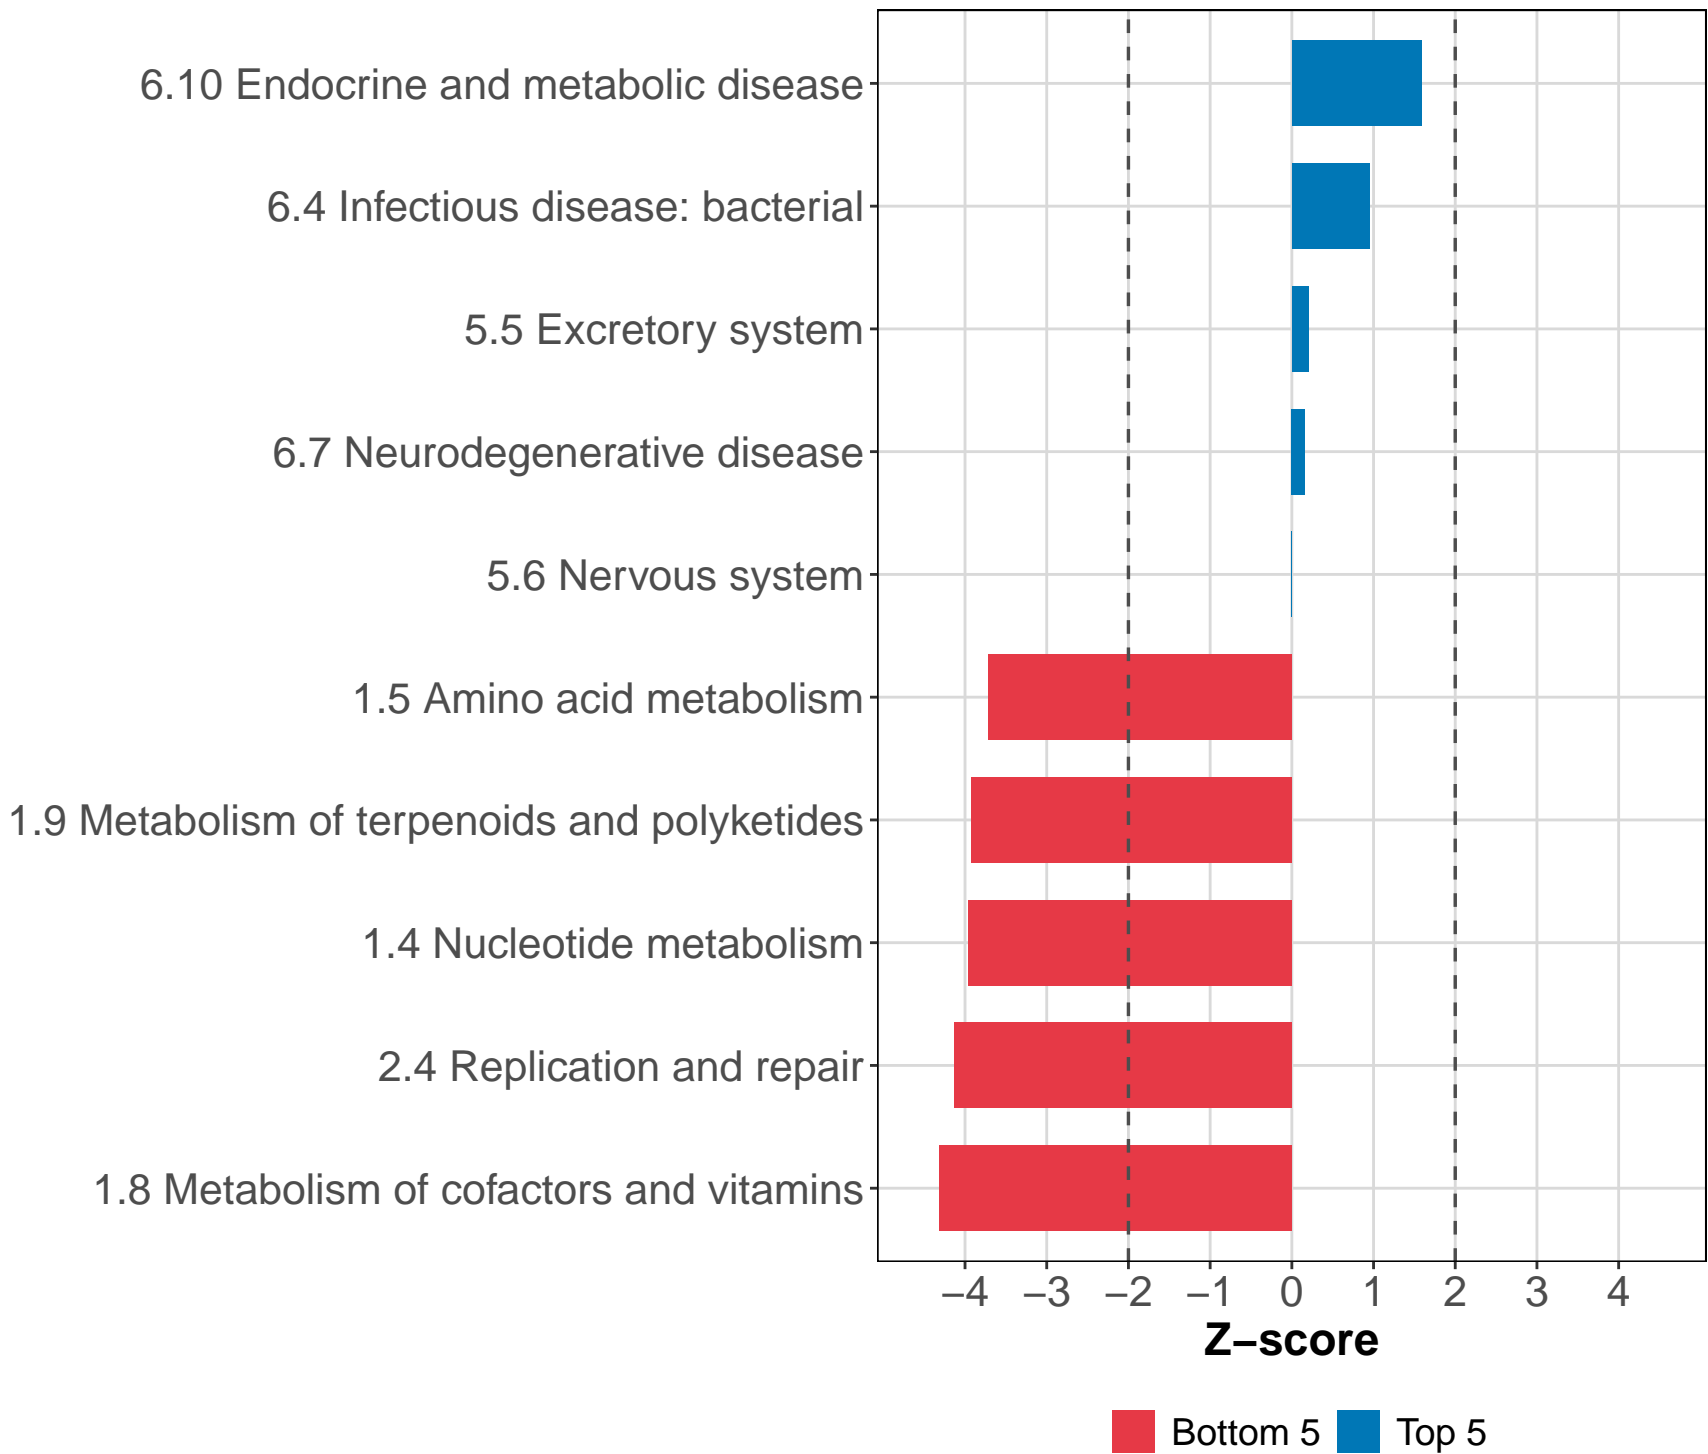 6.10 Endocrine and metabolic disease
6.4 Infectious disease: bacterial
5.5 Excretory system
6.7 Neurodegenerative disease
5.6 Nervous system
1.5 Amino acid metabolism
1.9 Metabolism of terpenoids and polyketides
1.4 Nucleotide metabolism
2.4 Replication and repair
1.8 Metabolism of cofactors and vitamins
−4 −3 −2 −1 0 1 2 3 4
Z−score
Bottom 5 Top 5